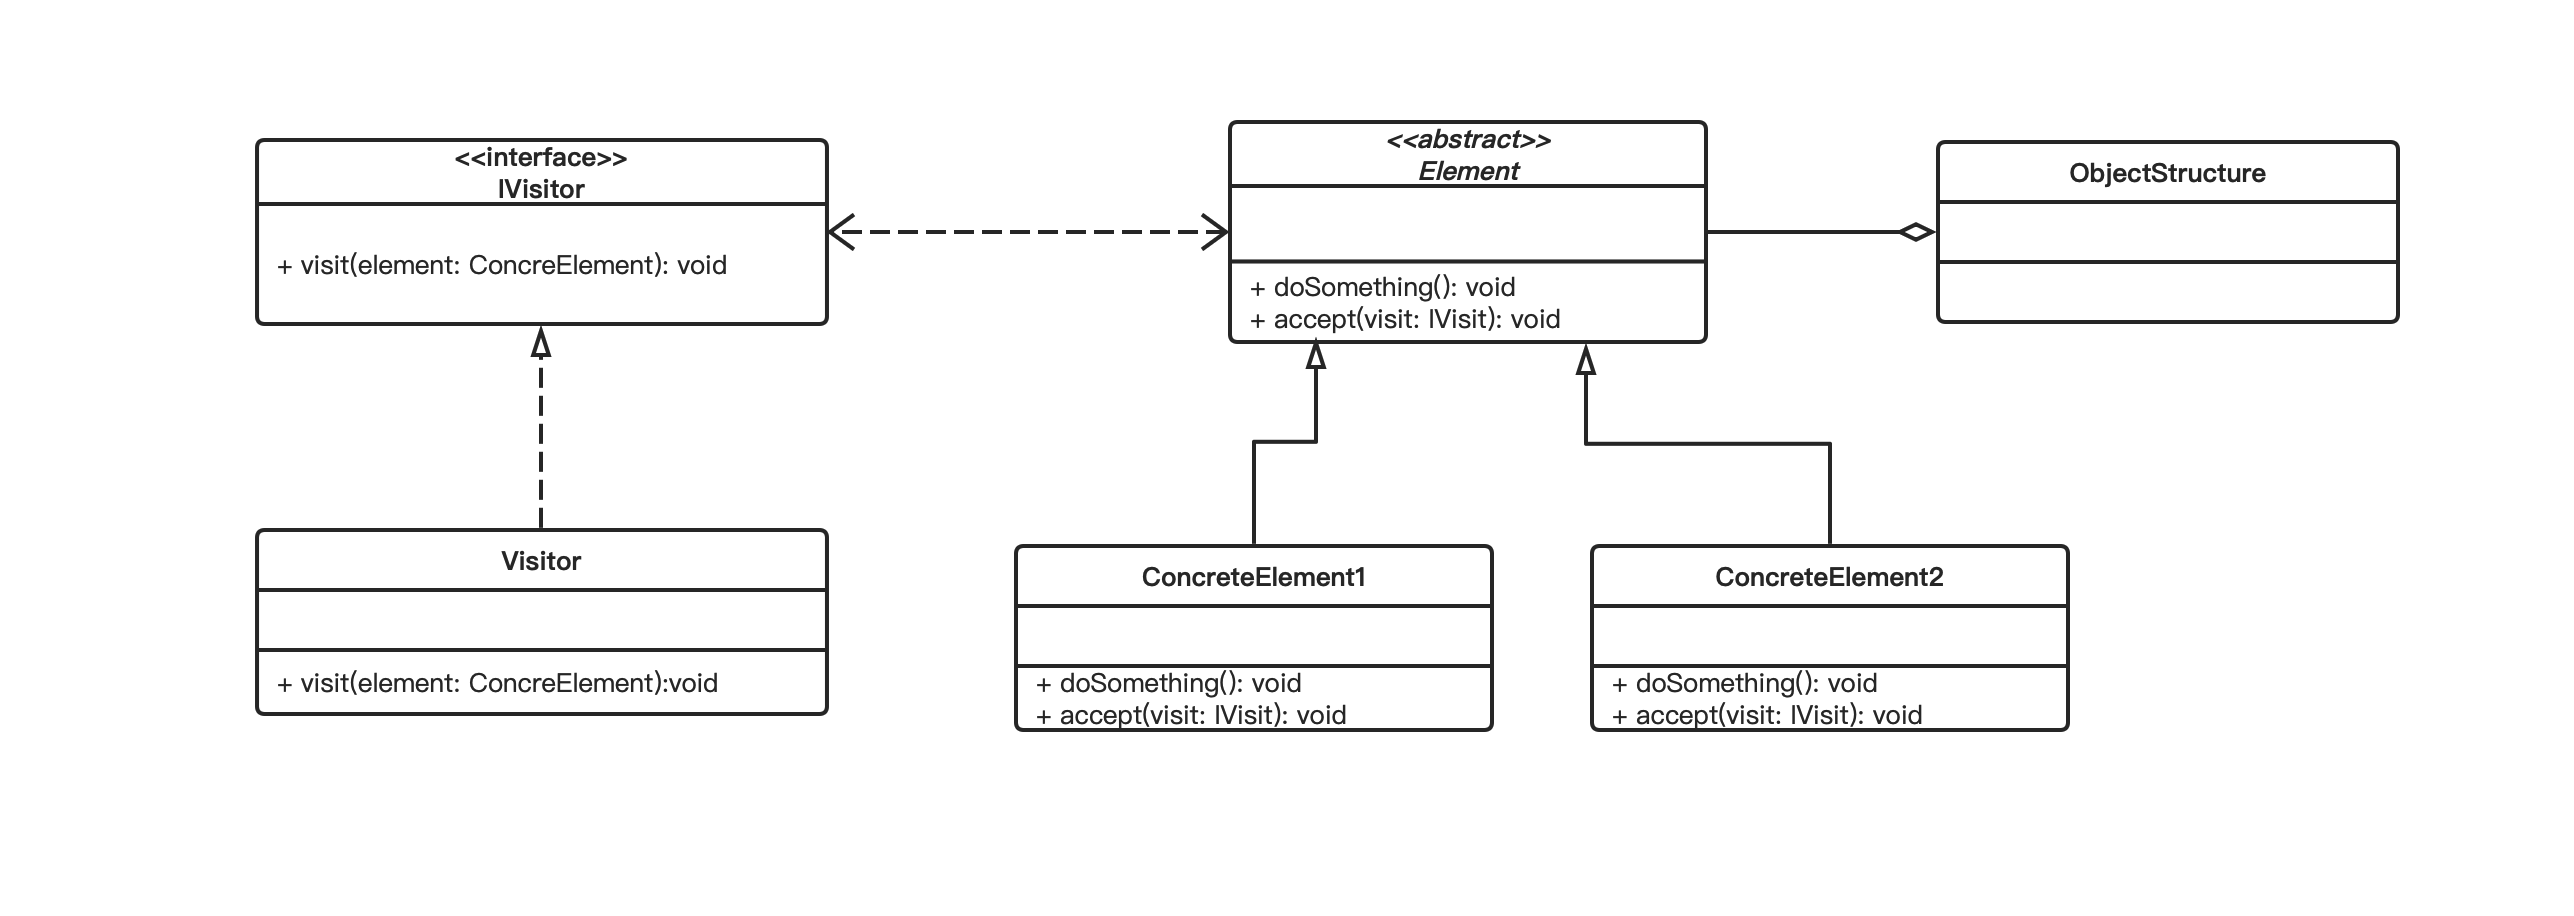 <<interface>>
IVisitor
+ visit(element: ConcreElement): void
<<abstract>>
Element
+ doSomething(): void
+ accept(visit: IVisit): void
ObjectStructure
Visitor
+ visit(element: ConcreElement):void
ConcreteElement1
+ doSomething(): void
+ accept(visit: IVisit): void
ConcreteElement2
+ doSomething(): void
+ accept(visit: IVisit): void